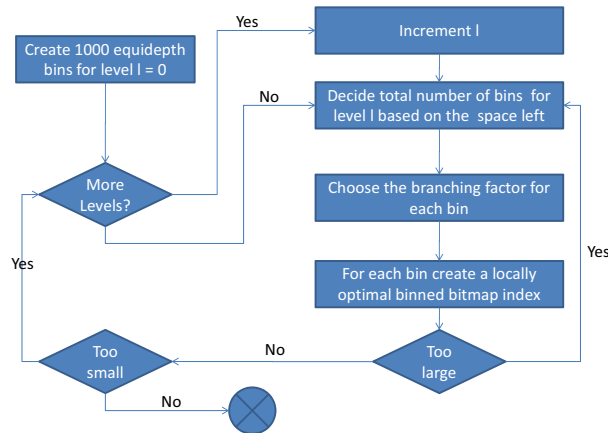 Create 1000 equidepth
bins for level l = 0
Yes
Increment l
No
Decide total number of bins for
level l based on the space left
More
Levels?
Choose the branching factor for
each bin
Yes
Yes
For each bin create a locally
optimal binned bitmap index
Too
small
No
Too
large
No